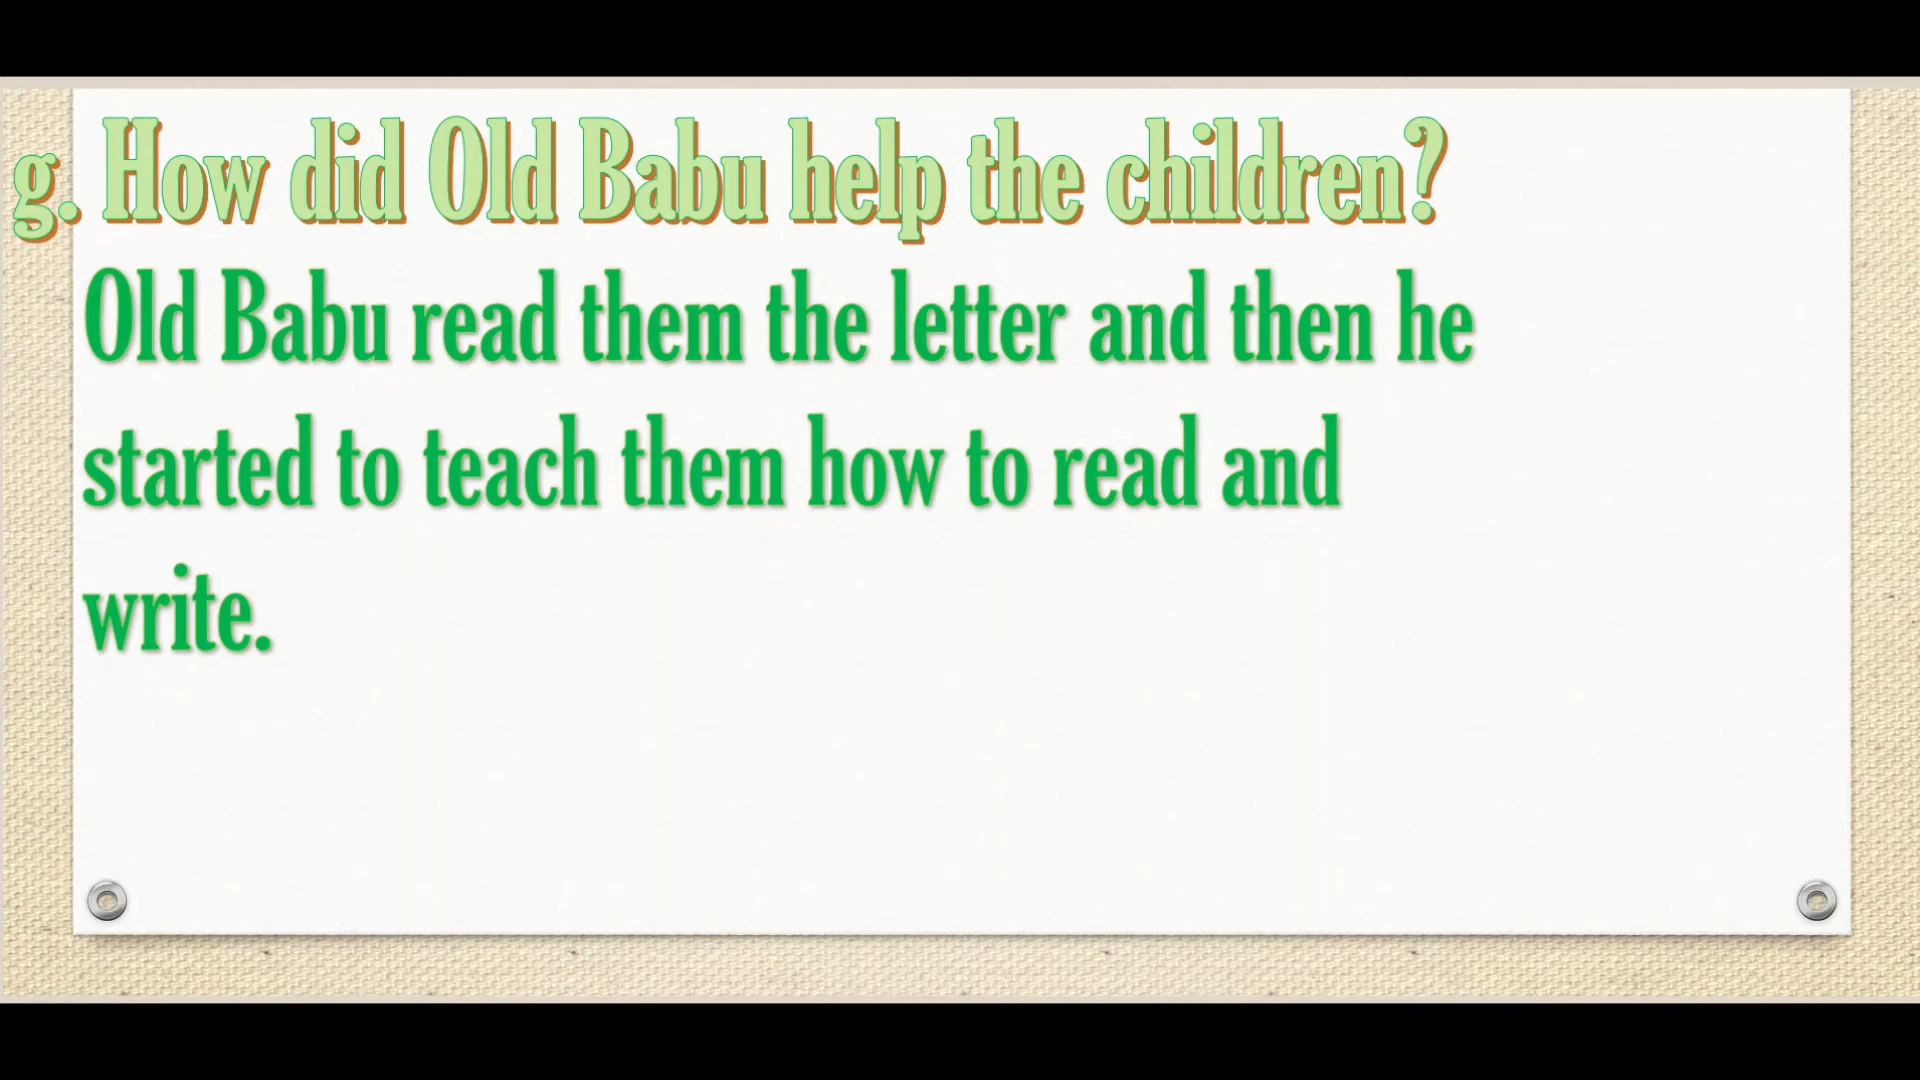 g. How did Old Babu help the children?
Old Babu read them the letter and then he
started to teach them how to read and
write.